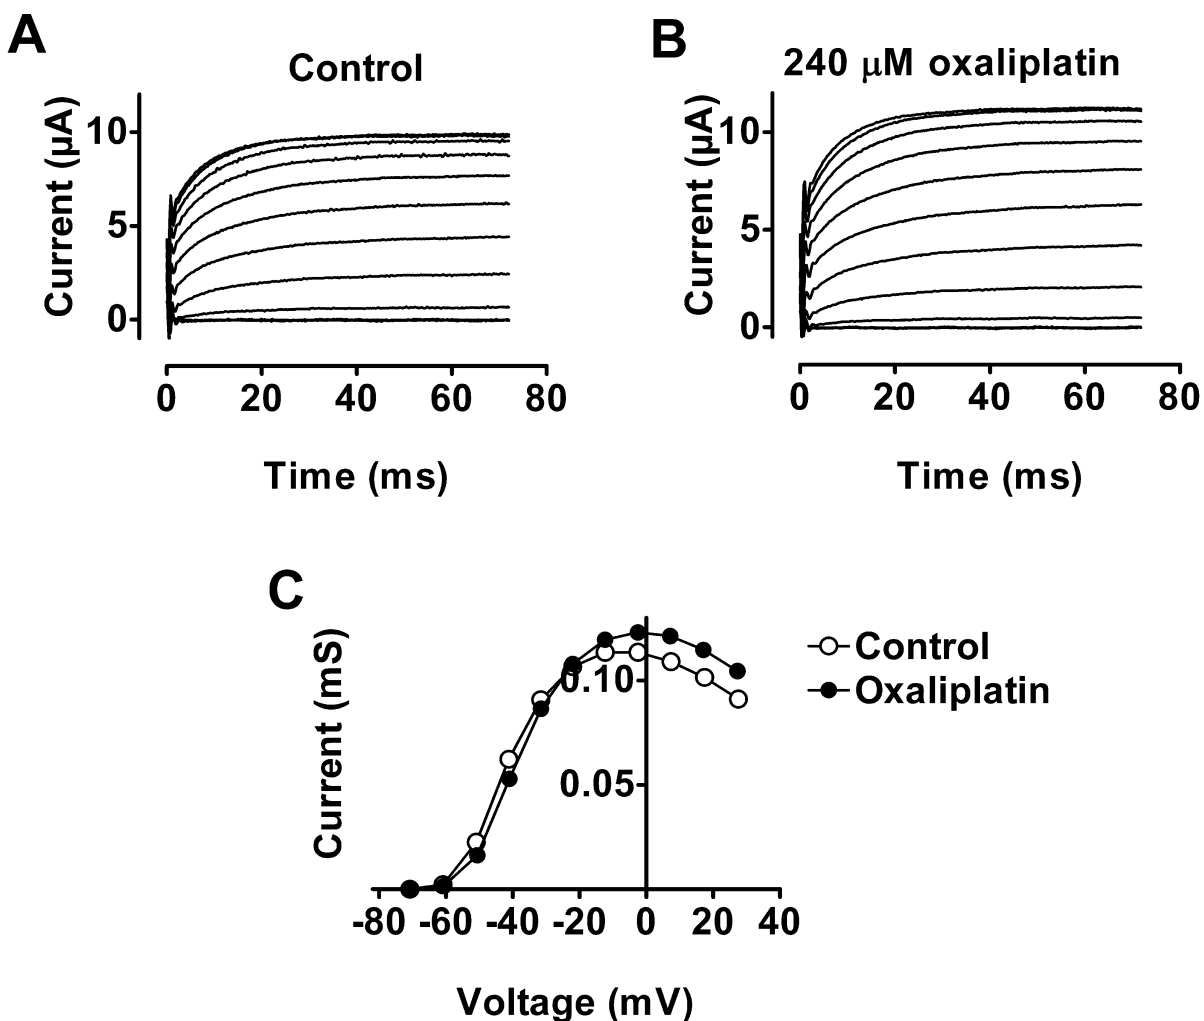 A
Control
Current (µA)
10
5
0
0 20 40 60 80
Time (ms)
B
240 µM oxaliplatin
Current (µA)
10
5
0
0 20 40 60 80
Time (ms)
C
Current (mS)
0.10
0.05
-80 -60 -40 -20 0 20 40
Voltage (mV)
Control
Oxaliplatin